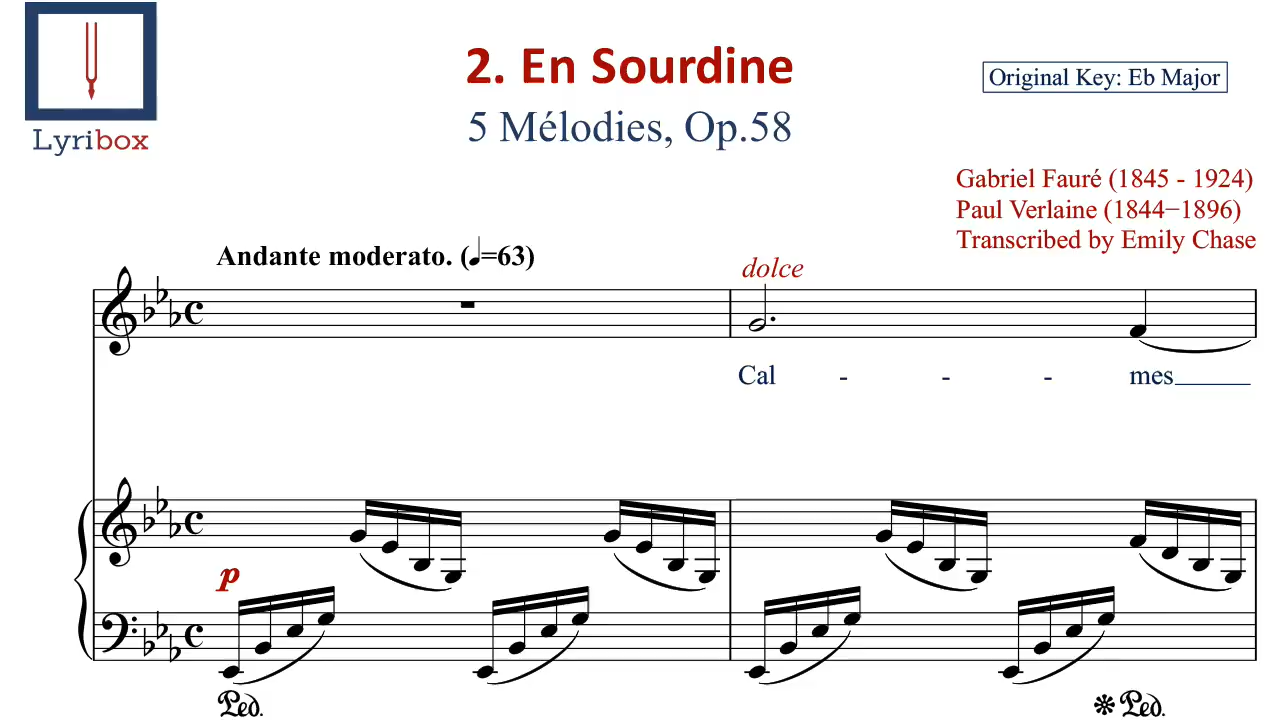 2. En Sourdine
5 Mélodies, Op.58
Original Key: Eb Major
Lyribox
Gabriel Fauré (1845 - 1924)
Paul Verlaine (1844−1896)
Transcribed by Emily Chase
Andante moderato. (♩=63)
dolce
Cal - - - mes
p
Ped. Ped.